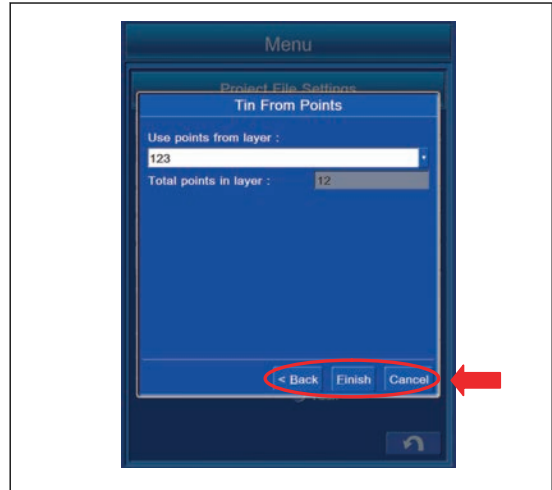 Menu
Project File Settings
Tin From Points
Use points from layer :
123
Total points in layer : 12
< Back Finish Cancel